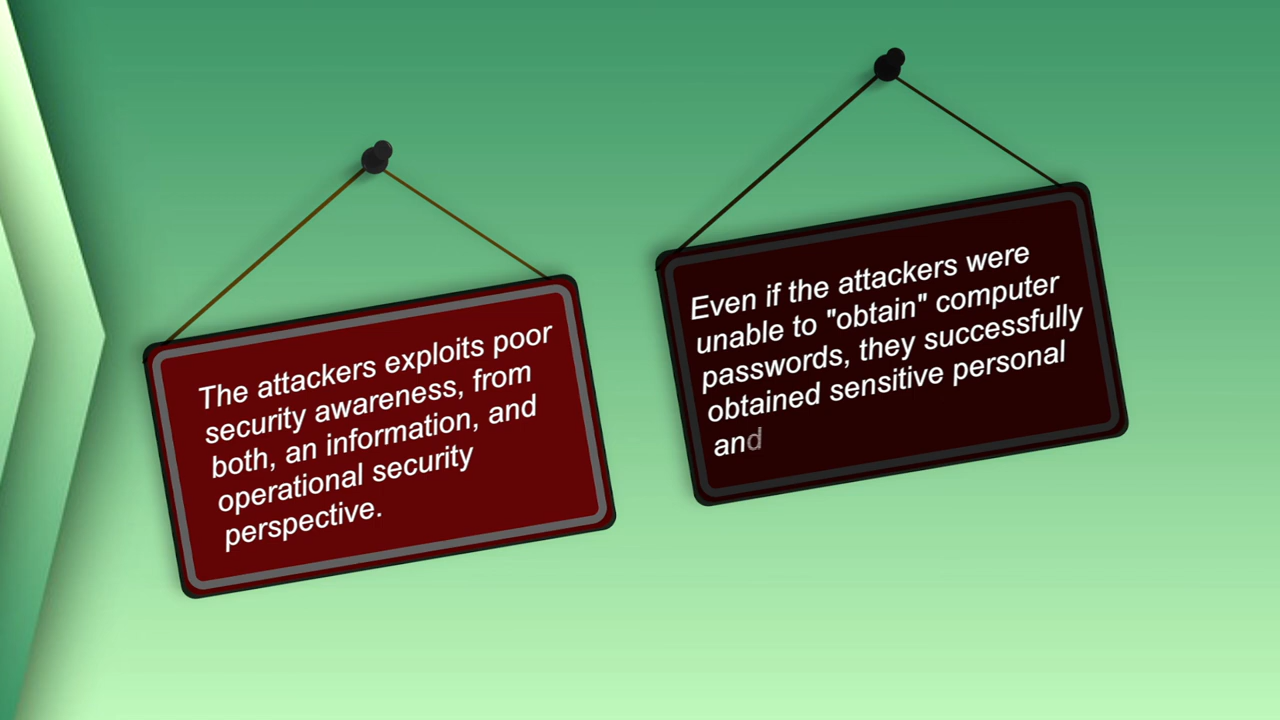 The attackers exploits poor
security awareness, from
both, an information, and
operational security
perspective.
Even if the attackers were
unable to "obtain" computer
passwords, they successfully
obtained sensitive personal
and